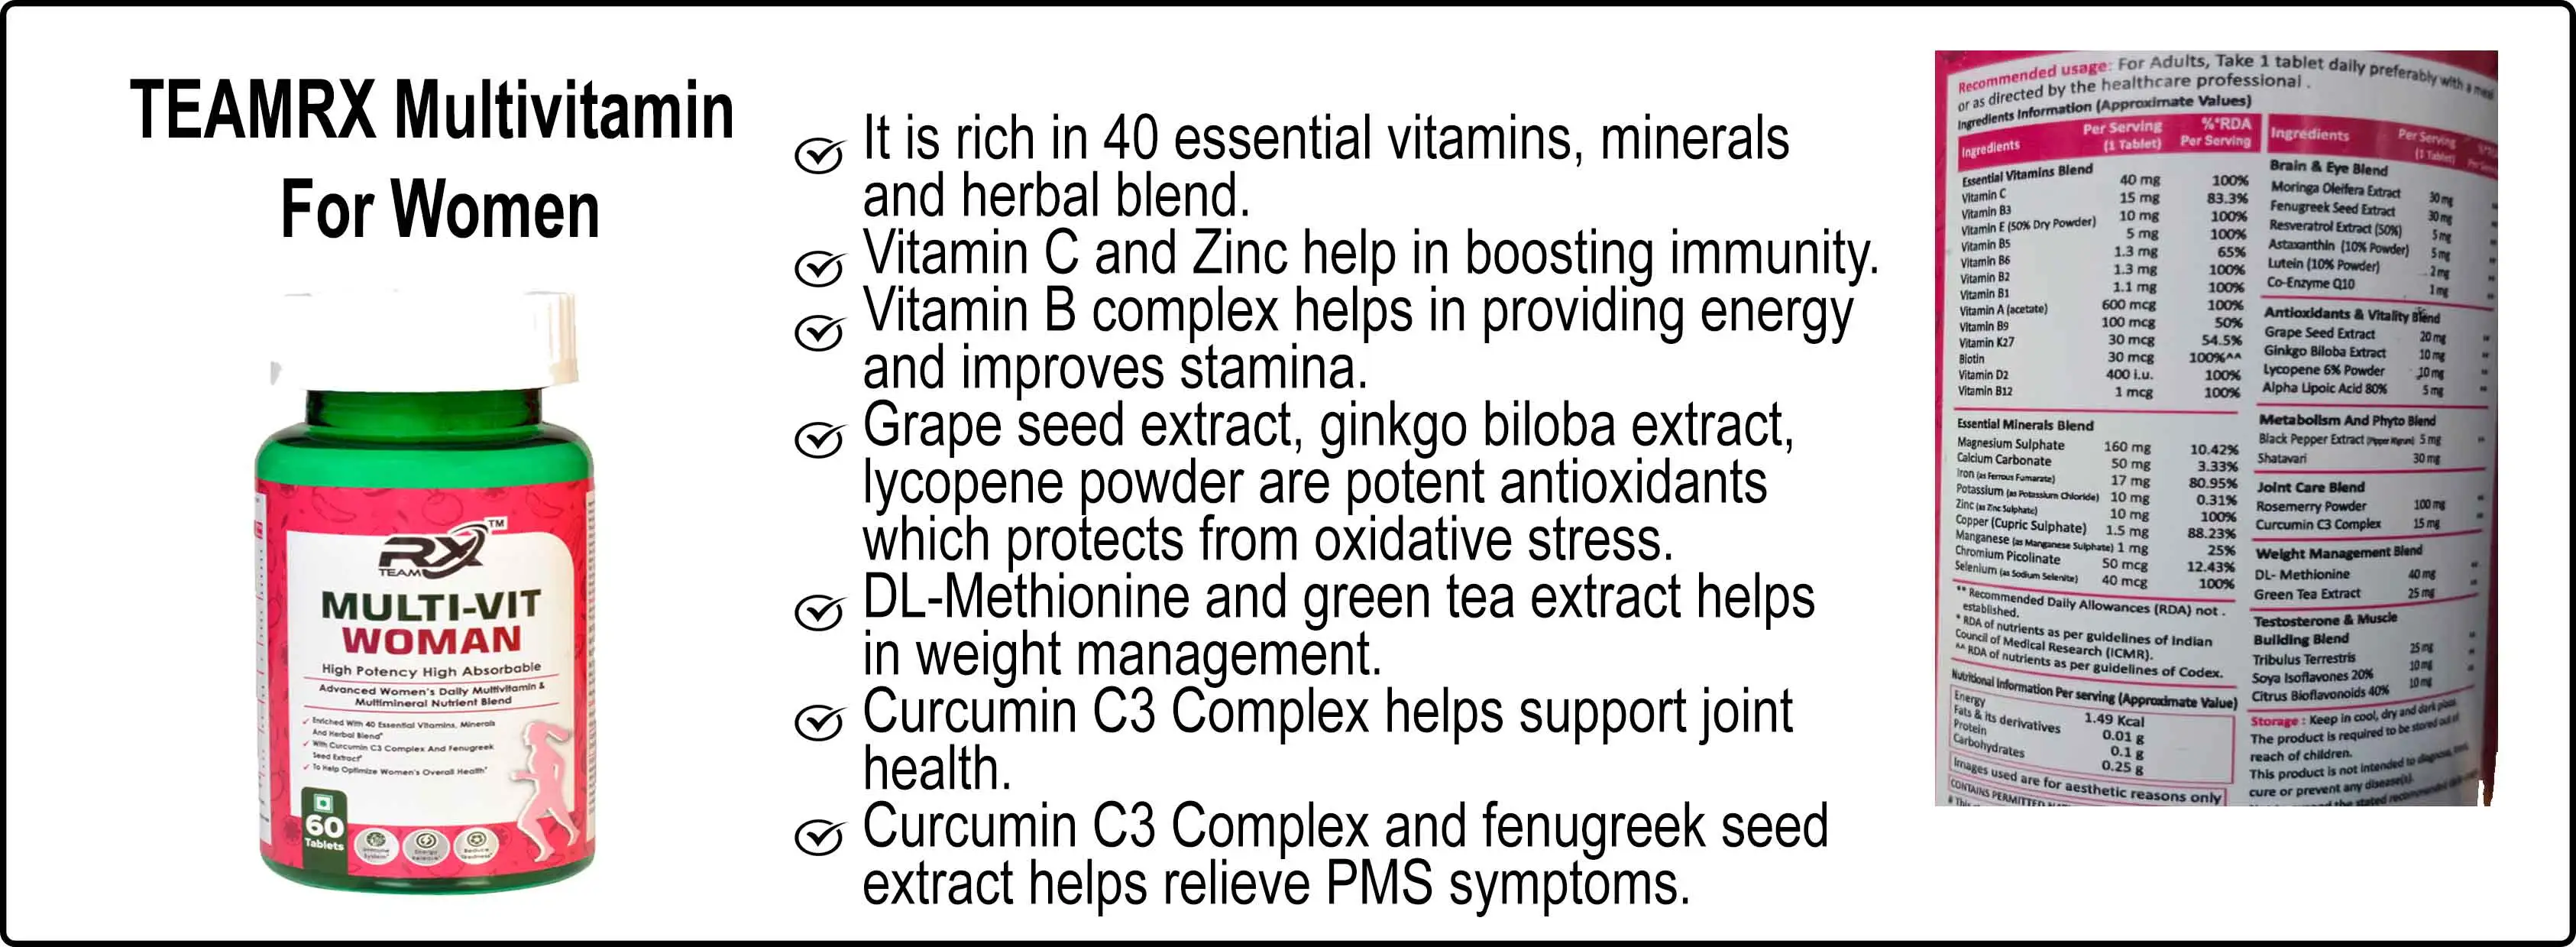 TEAMRX Multivitamin
For Women
RX
TEAM
TM
MULTI-VIT
WOMAN
High Potency High Absorbable
Advanced Women's Daily Multivitamin &
Multimineral Nutrient Blend
Enriched With 40 Essential Vitamins, Minerals
And Herbal Blend*
With Curcumin C3 Complex And Fenugreek
Seed Extract*
To Help Optimize Women's Overall Health*
60
Tablets
It is rich in 40 essential vitamins, minerals
and herbal blend.
Vitamin C and Zinc help in boosting immunity.
Vitamin B complex helps in providing energy
and improves stamina.
Grape seed extract, ginkgo biloba extract,
lycopene powder are potent antioxidants
which protects from oxidative stress.
DL-Methionine and green tea extract helps
in weight management.
Curcumin C3 Complex helps support joint
health.
Curcumin C3 Complex and fenugreek seed
extract helps relieve PMS symptoms.
Recommended usage: For Adults, Take 1 tablet daily preferably with a meal
or as directed by the healthcare professional.
Ingredients Information (Approximate Values)
Ingredients Per Serving (1 Tablet) %*RDA Per Serving
Essential Vitamins Blend
Vitamin C 40 mg 100%
Vitamin B3 15 mg 83.3%
Vitamin E (50% Dry Powder) 10 mg 100%
Vitamin B5 5 mg 100%
Vitamin B6 1.3 mg 65%
Vitamin B2 1.3 mg 100%
Vitamin B1 1.1 mg 100%
Vitamin A (acetate) 600 mcg 100%
Vitamin B9 100 mcg 50%
Vitamin K27 30 mcg 54.5%
Biotin 30 mcg 100%^^
Vitamin D2 400 i.u. 100%
Vitamin B12 1 mcg 100%
Essential Minerals Blend
Magnesium Sulphate 160 mg 10.42%
Calcium Carbonate 50 mg 3.33%
Iron (as Ferrous Fumarate) 17 mg 80.95%
Potassium (as Potassium Chloride) 10 mg 0.31%
Zinc (as Zinc Sulphate) 10 mg 100%
Copper (Cupric Sulphate) 1.5 mg 88.23%
Manganese (as Manganese Sulphate) 1 mg 25%
Chromium Picolinate 50 mcg 12.43%
Selenium (as Sodium Selenite) 40 mcg 100%
** Recommended Daily Allowances (RDA) not .
established.
* RDA of nutrients as per guidelines of Indian
Council of Medical Research (ICMR).
^^ RDA of nutrients as per guidelines of Codex.
Nutritional Information Per serving (Approximate Value)
Energy 1.49 Kcal
Fats & its derivatives 0.01 g
Protein 0.1 g
Carbohydrates 0.25 g
Images used are for aesthetic reasons only
CONTAINS PERMITTED
Ingredients Per Serving (1 Tablet)
Brain & Eye Blend
Moringa Oleifera Extract 30 mg
Fenugreek Seed Extract 30 mg
Resveratrol Extract (50%) 5 mg
Astaxanthin (10% Powder) 5 mg
Lutein (10% Powder) 2 mg
Co-Enzyme Q10 1 mg
Antioxidants & Vitality Blend
Grape Seed Extract 20 mg
Ginkgo Biloba Extract 10 mg
Lycopene 6% Powder 10 mg
Alpha Lipoic Acid 80% 5 mg
Metabolism And Phyto Blend
Black Pepper Extract 5 mg
Shatavari 30 mg
Joint Care Blend
Rosemerry Powder 100 mg
Curcumin C3 Complex 15 mg
Weight Management Blend
DL- Methionine 40 mg
Green Tea Extract 25 mg
Testosterone & Muscle
Building Blend
Tribulus Terrestris 25 mg
Soya Isoflavones 20% 10 mg
Citrus Bioflavonoids 40% 10 mg
Storage : Keep in cool, dry and dark place.
The product is required to be stored out of
reach of children.
This product is not intended to diagnose, treat,
cure or prevent any disease(s).
the stated recommended